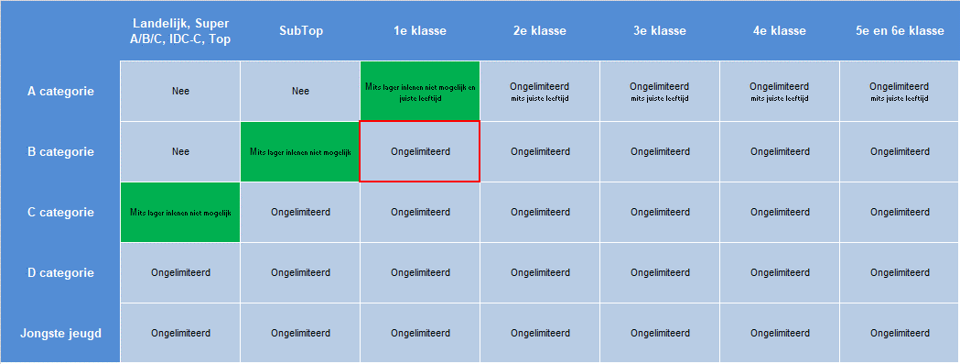 Landelijk, Super
A/B/C, IDC-C, Top
SubTop
1e klasse
2e klasse
3e klasse
4e klasse
5e en 6e klasse
A categorie
Nee
Nee
Mits lager inlenen niet mogelijk en
juiste leeftijd
Ongelimiteerd
mits juiste leeftijd
Ongelimiteerd
mits juiste leeftijd
Ongelimiteerd
mits juiste leeftijd
Ongelimiteerd
mits juiste leeftijd
B categorie
Nee
Mits lager inlenen niet mogelijk
Ongelimiteerd
Ongelimiteerd
Ongelimiteerd
Ongelimiteerd
Ongelimiteerd
C categorie
Mits lager inlenen niet mogelijk
Ongelimiteerd
Ongelimiteerd
Ongelimiteerd
Ongelimiteerd
Ongelimiteerd
Ongelimiteerd
D categorie
Ongelimiteerd
Ongelimiteerd
Ongelimiteerd
Ongelimiteerd
Ongelimiteerd
Ongelimiteerd
Ongelimiteerd
Jongste jeugd
Ongelimiteerd
Ongelimiteerd
Ongelimiteerd
Ongelimiteerd
Ongelimiteerd
Ongelimiteerd
Ongelimiteerd